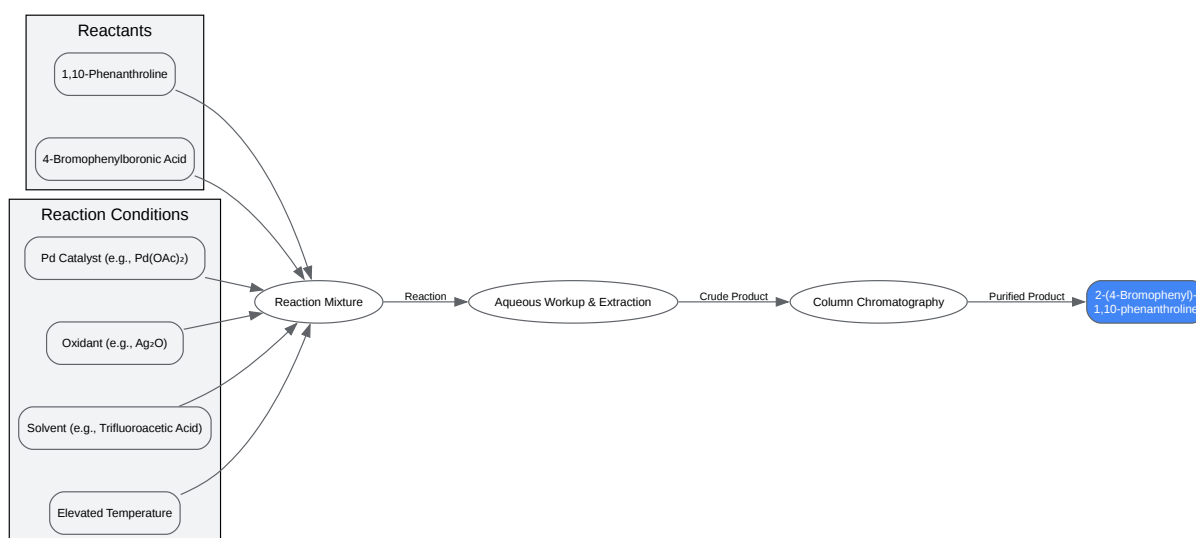 Reactants
1,10-Phenanthroline
4-Bromophenylboronic Acid
Reaction Conditions
Pd Catalyst (e.g., Pd(OAc)₂)
Oxidant (e.g., Ag₂O)
Solvent (e.g., Trifluoroacetic Acid)
Elevated Temperature
Reaction Mixture
Reaction
Aqueous Workup & Extraction
Crude Product
Column Chromatography
Purified Product
2-(4-Bromophenyl)-
1,10-phenanthroline